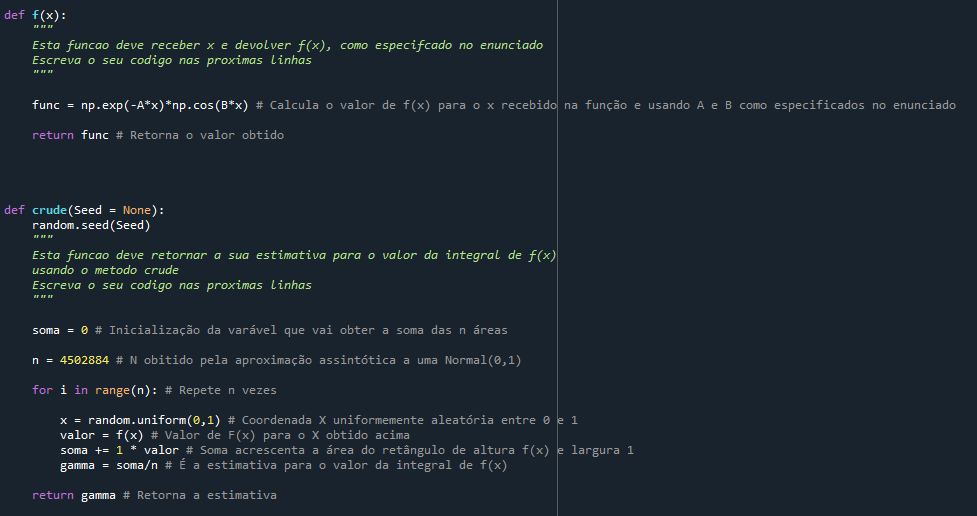 def f(x):
"""
Esta funcao deve receber x e devolver f(x), como especifcado no enunciado
Escreva o seu codigo nas proximas linhas
"""
func = np.exp(-A*x)*np.cos(B*x) # Calcula o valor de f(x) para o x recebido na função e usando A e B como especificados no enunciado
return func # Retorna o valor obtido
def crude(Seed = None):
random.seed(Seed)
"""
Esta funcao deve retornar a sua estimativa para o valor da integral de f(x)
usando o metodo crude
Escreva o seu codigo nas proximas linhas
"""
soma = 0 # Inicialização da varável que vai obter a soma das n áreas
n = 4502884 # N obitido pela aproximação assintótica a uma Normal(0,1)
for i in range(n): # Repete n vezes
x = random.uniform(0,1) # Coordenada X uniformemente aleatória entre 0 e 1
valor = f(x) # Valor de F(x) para o X obtido acima
soma += 1 * valor # Soma acrescenta a área do retângulo de altura f(x) e largura 1
gamma = soma/n # É a estimativa para o valor da integral de f(x)
return gamma # Retorna a estimativa